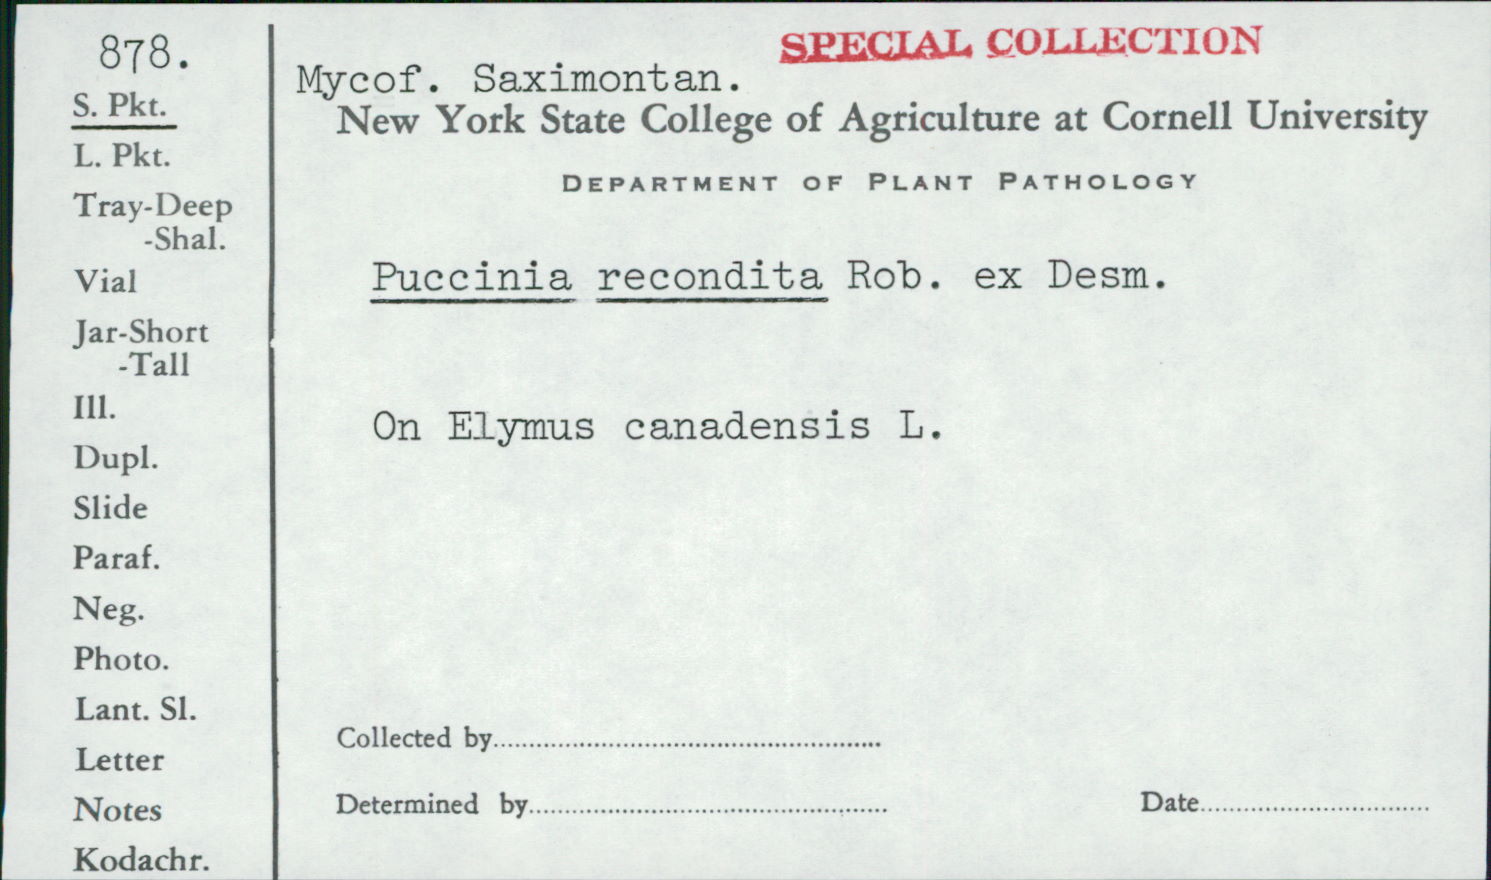 878.
S. Pkt.
L. Pkt.
Tray-Deep
-Shal.
Vial
Jar-Short
-Tall
Ill.
Dupl.
Slide
Paraf.
Neg.
Photo.
Lant. Sl.
Letter
Notes
Kodachr.
SPECIAL COLLECTION
Mycof. Saximontan.
New York State College of Agriculture at Cornell University
DEPARTMENT OF PLANT PATHOLOGY
Puccinia recondita Rob. ex Desm.
On Elymus canadensis L.
Collected by
Determined by
Date